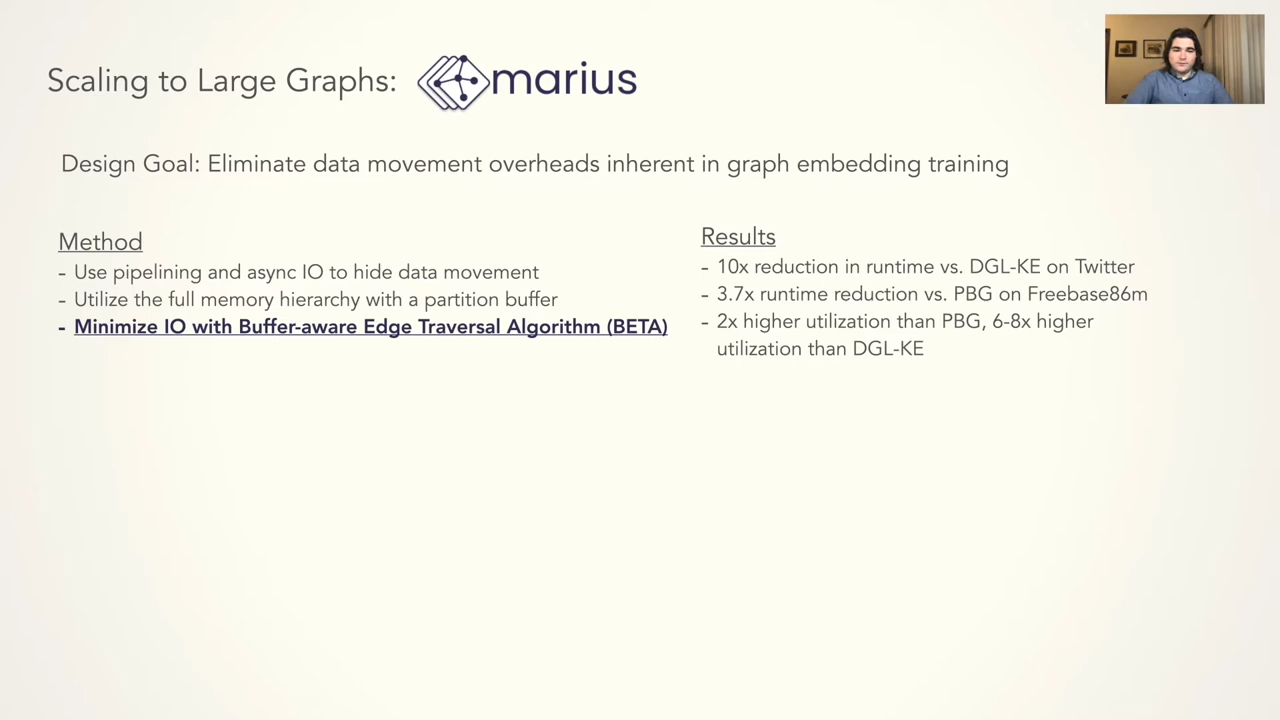 Scaling to Large Graphs: marius
Design Goal: Eliminate data movement overheads inherent in graph embedding training
Method
- Use pipelining and async IO to hide data movement
- Utilize the full memory hierarchy with a partition buffer
- Minimize IO with Buffer-aware Edge Traversal Algorithm (BETA)
Results
- 10x reduction in runtime vs. DGL-KE on Twitter
- 3.7x runtime reduction vs. PBG on Freebase86m
- 2x higher utilization than PBG, 6-8x higher
utilization than DGL-KE